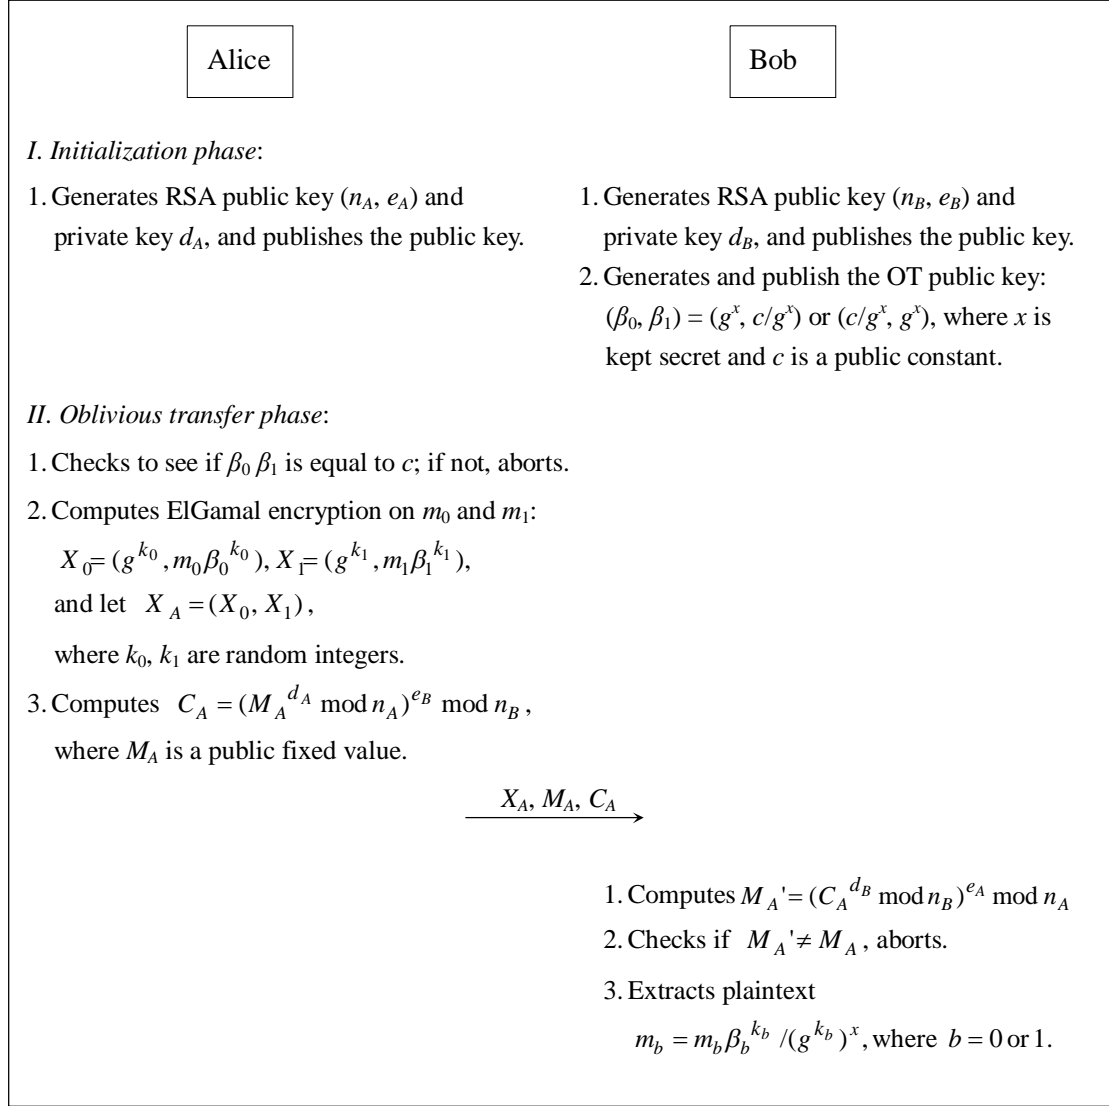 Alice
Bob
I. Initialization phase:
1. Generates RSA public key (n_A, e_A) and
private key d_A, and publishes the public key.
1. Generates RSA public key (n_B, e_B) and
private key d_B, and publishes the public key.
2. Generates and publish the OT public key:
(β_0, β_1) = (g^x, c/g^x) or (c/g^x, g^x), where x is
kept secret and c is a public constant.
II. Oblivious transfer phase:
1. Checks to see if β_0 β_1 is equal to c; if not, aborts.
2. Computes ElGamal encryption on m_0 and m_1:
X_0 = (g^{k_0}, m_0 β_0^{k_0}), X_1 = (g^{k_1}, m_1 β_1^{k_1}),
and let X_A = (X_0, X_1),
where k_0, k_1 are random integers.
3. Computes C_A = (M_A^{d_A} mod n_A)^{e_B} mod n_B,
where M_A is a public fixed value.
X_A, M_A, C_A
1. Computes M_A' = (C_A^{d_B} mod n_B)^{e_A} mod n_A
2. Checks if M_A' ≠ M_A, aborts.
3. Extracts plaintext
m_b = m_b β_b^{k_b} /(g^{k_b})^x, where b = 0 or 1.